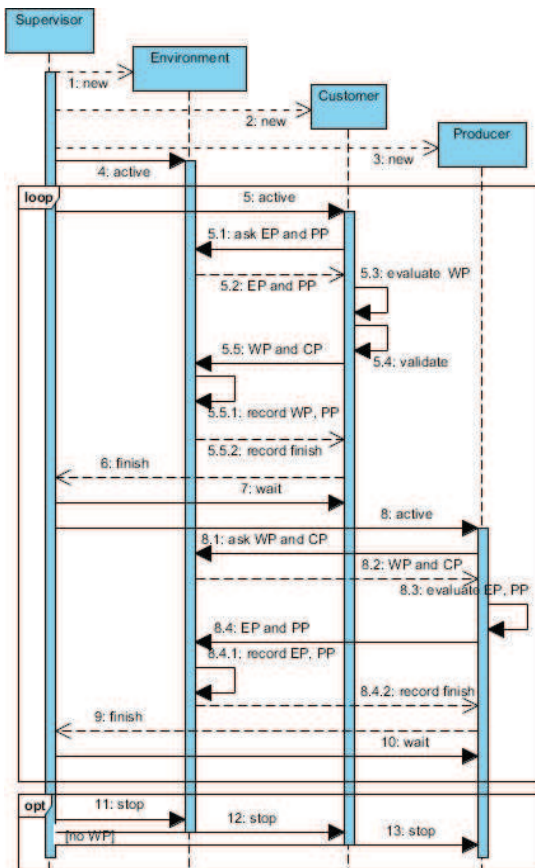 Supervisor
Environment
1: new
Customer
2: new
Producer
3: new
4: active
loop
5: active
5.1: ask EP and PP
5.3: evaluate WP
5.2: EP and PP
5.5: WP and CP
5.4: validate
5.5.1: record WP, PP
5.5.2: record finish
6: finish
7: wait
8: active
8.1: ask WP and CP
8.2: WP and CP
8.3: evaluate EP, PP
8.4: EP and PP
8.4.1: record EP, PP
8.4.2: record finish
9: finish
10: wait
opt
11: stop
12: stop
[no WP]
13: stop